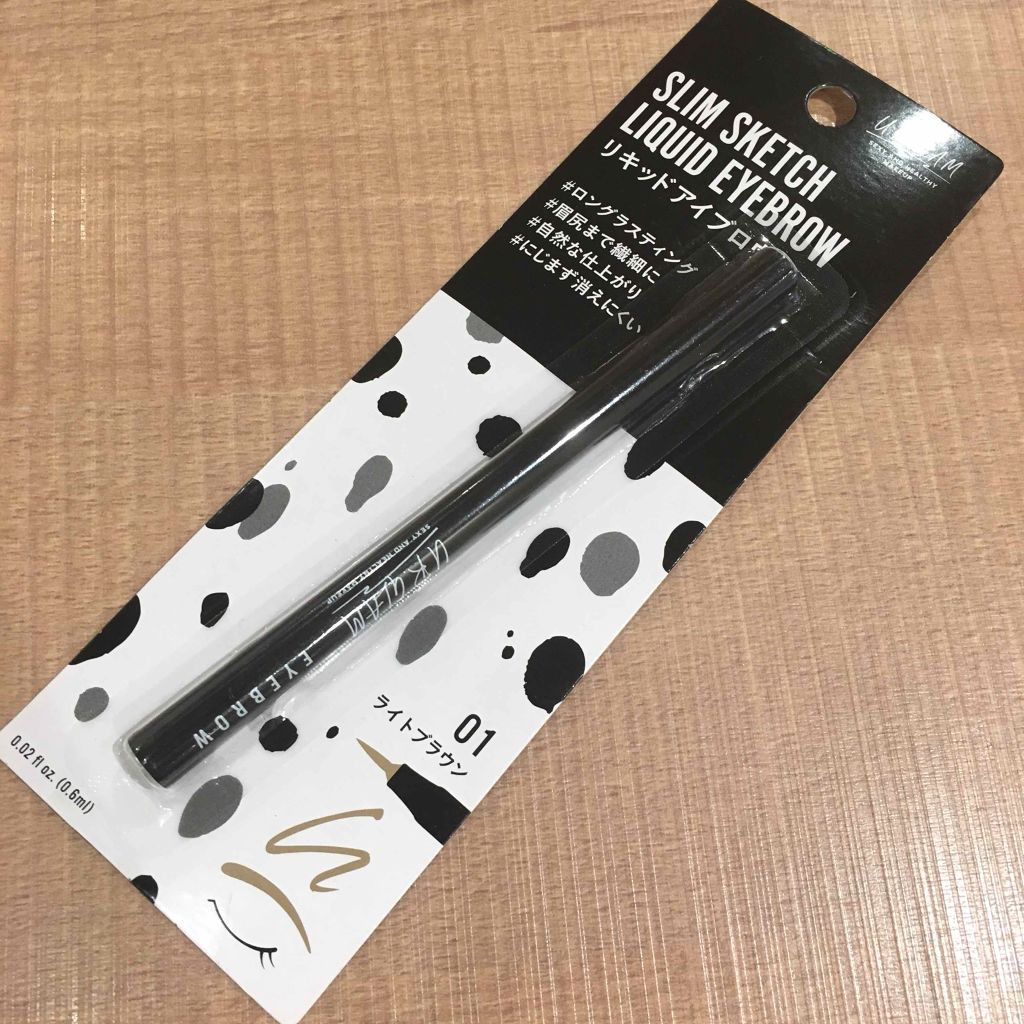 SLIM SKETCH
LIQUID EYEBROW
リキッドアイブロ
#ロングラスティング
#眉尻まで繊細に
#自然な仕上がり
#にじまず消えにくい
UR GLAM
SEXY AND HEALTHY MAKEUP
EYEBROW
01
ライトブラウン
0.02 fl oz. (0.6ml)